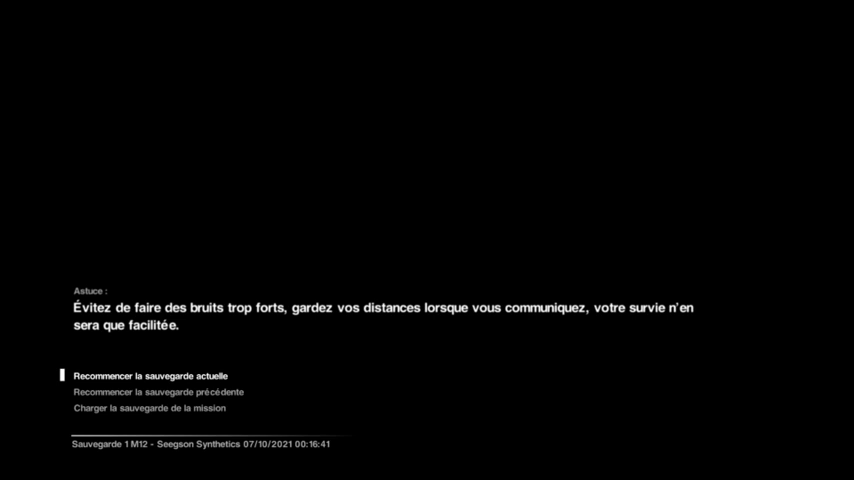 Astuce :
Évitez de faire des bruits trop forts, gardez vos distances lorsque vous communiquez, votre survie n'en
sera que facilitée.
Recommencer la sauvegarde actuelle
Recommencer la sauvegarde précédente
Charger la sauvegarde de la mission
Sauvegarde 1 M12 - Seegson Synthetics 07/10/2021 00:16:41